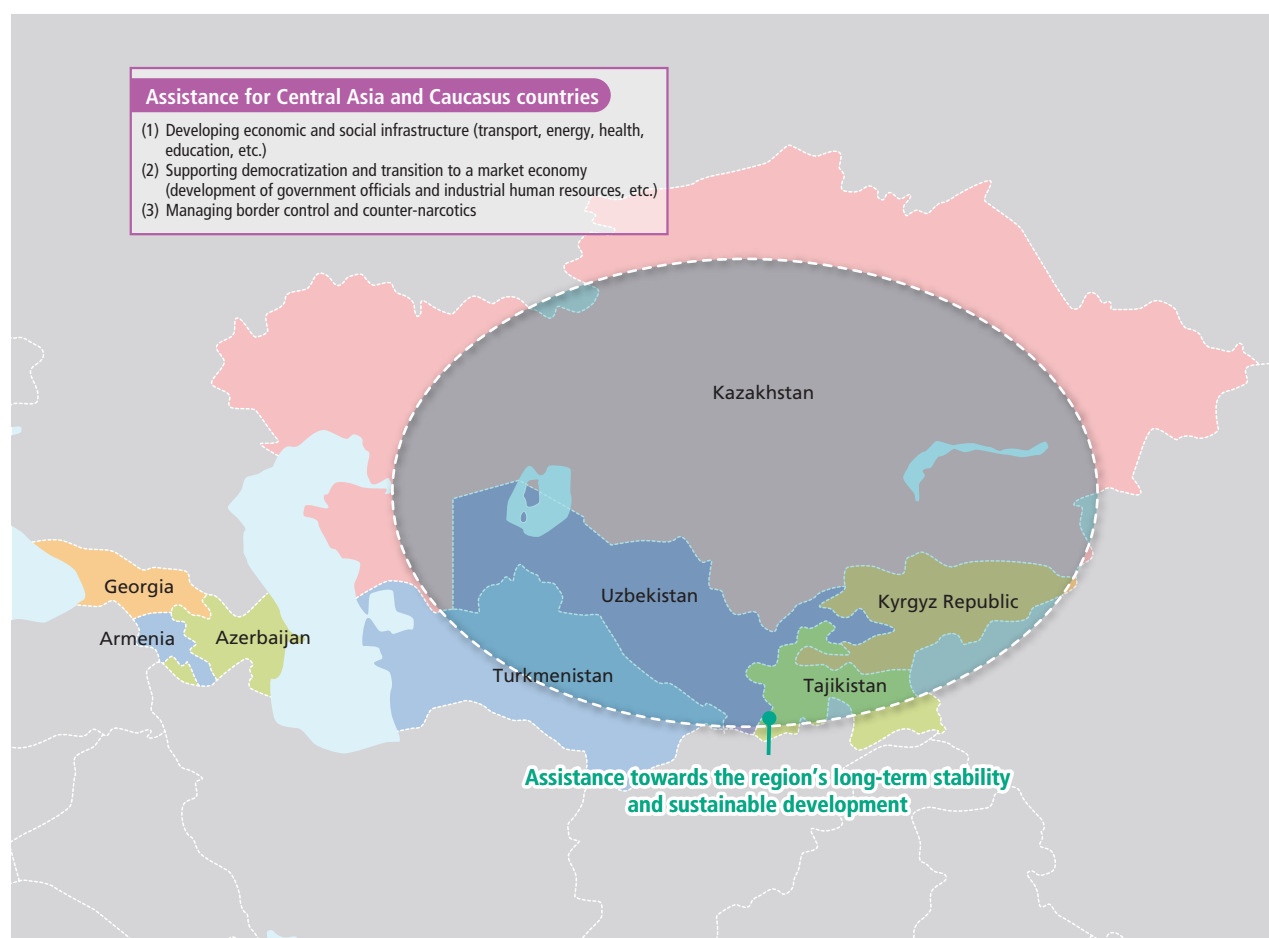 Assistance for Central Asia and Caucasus countries
(1) Developing economic and social infrastructure (transport, energy, health,
education, etc.)
(2) Supporting democratization and transition to a market economy
(development of government officials and industrial human resources, etc.)
(3) Managing border control and counter-narcotics
Kazakhstan
Georgia
Uzbekistan
Kyrgyz Republic
Armenia
Azerbaijan
Turkmenistan
Tajikistan
Assistance towards the region's long-term stability
and sustainable development